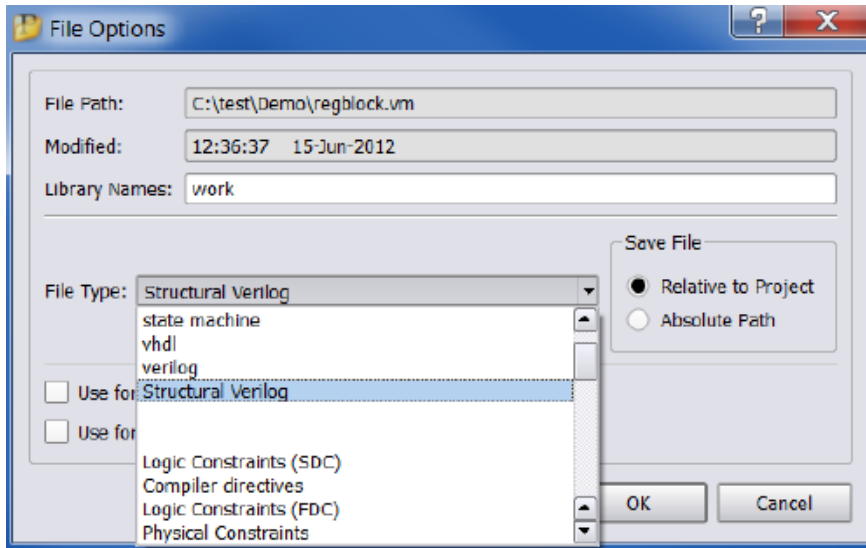 File Options
File Path: C:\test\Demo\regblock.vm
Modified: 12:36:37 15-Jun-2012
Library Names: work
Save File
File Type: Structural Verilog
Relative to Project
Absolute Path
state machine
vhdl
verilog
Use for Structural Verilog
Use for
Logic Constraints (SDC)
Compiler directives
Logic Constraints (FDC)
Physical Constraints
OK Cancel